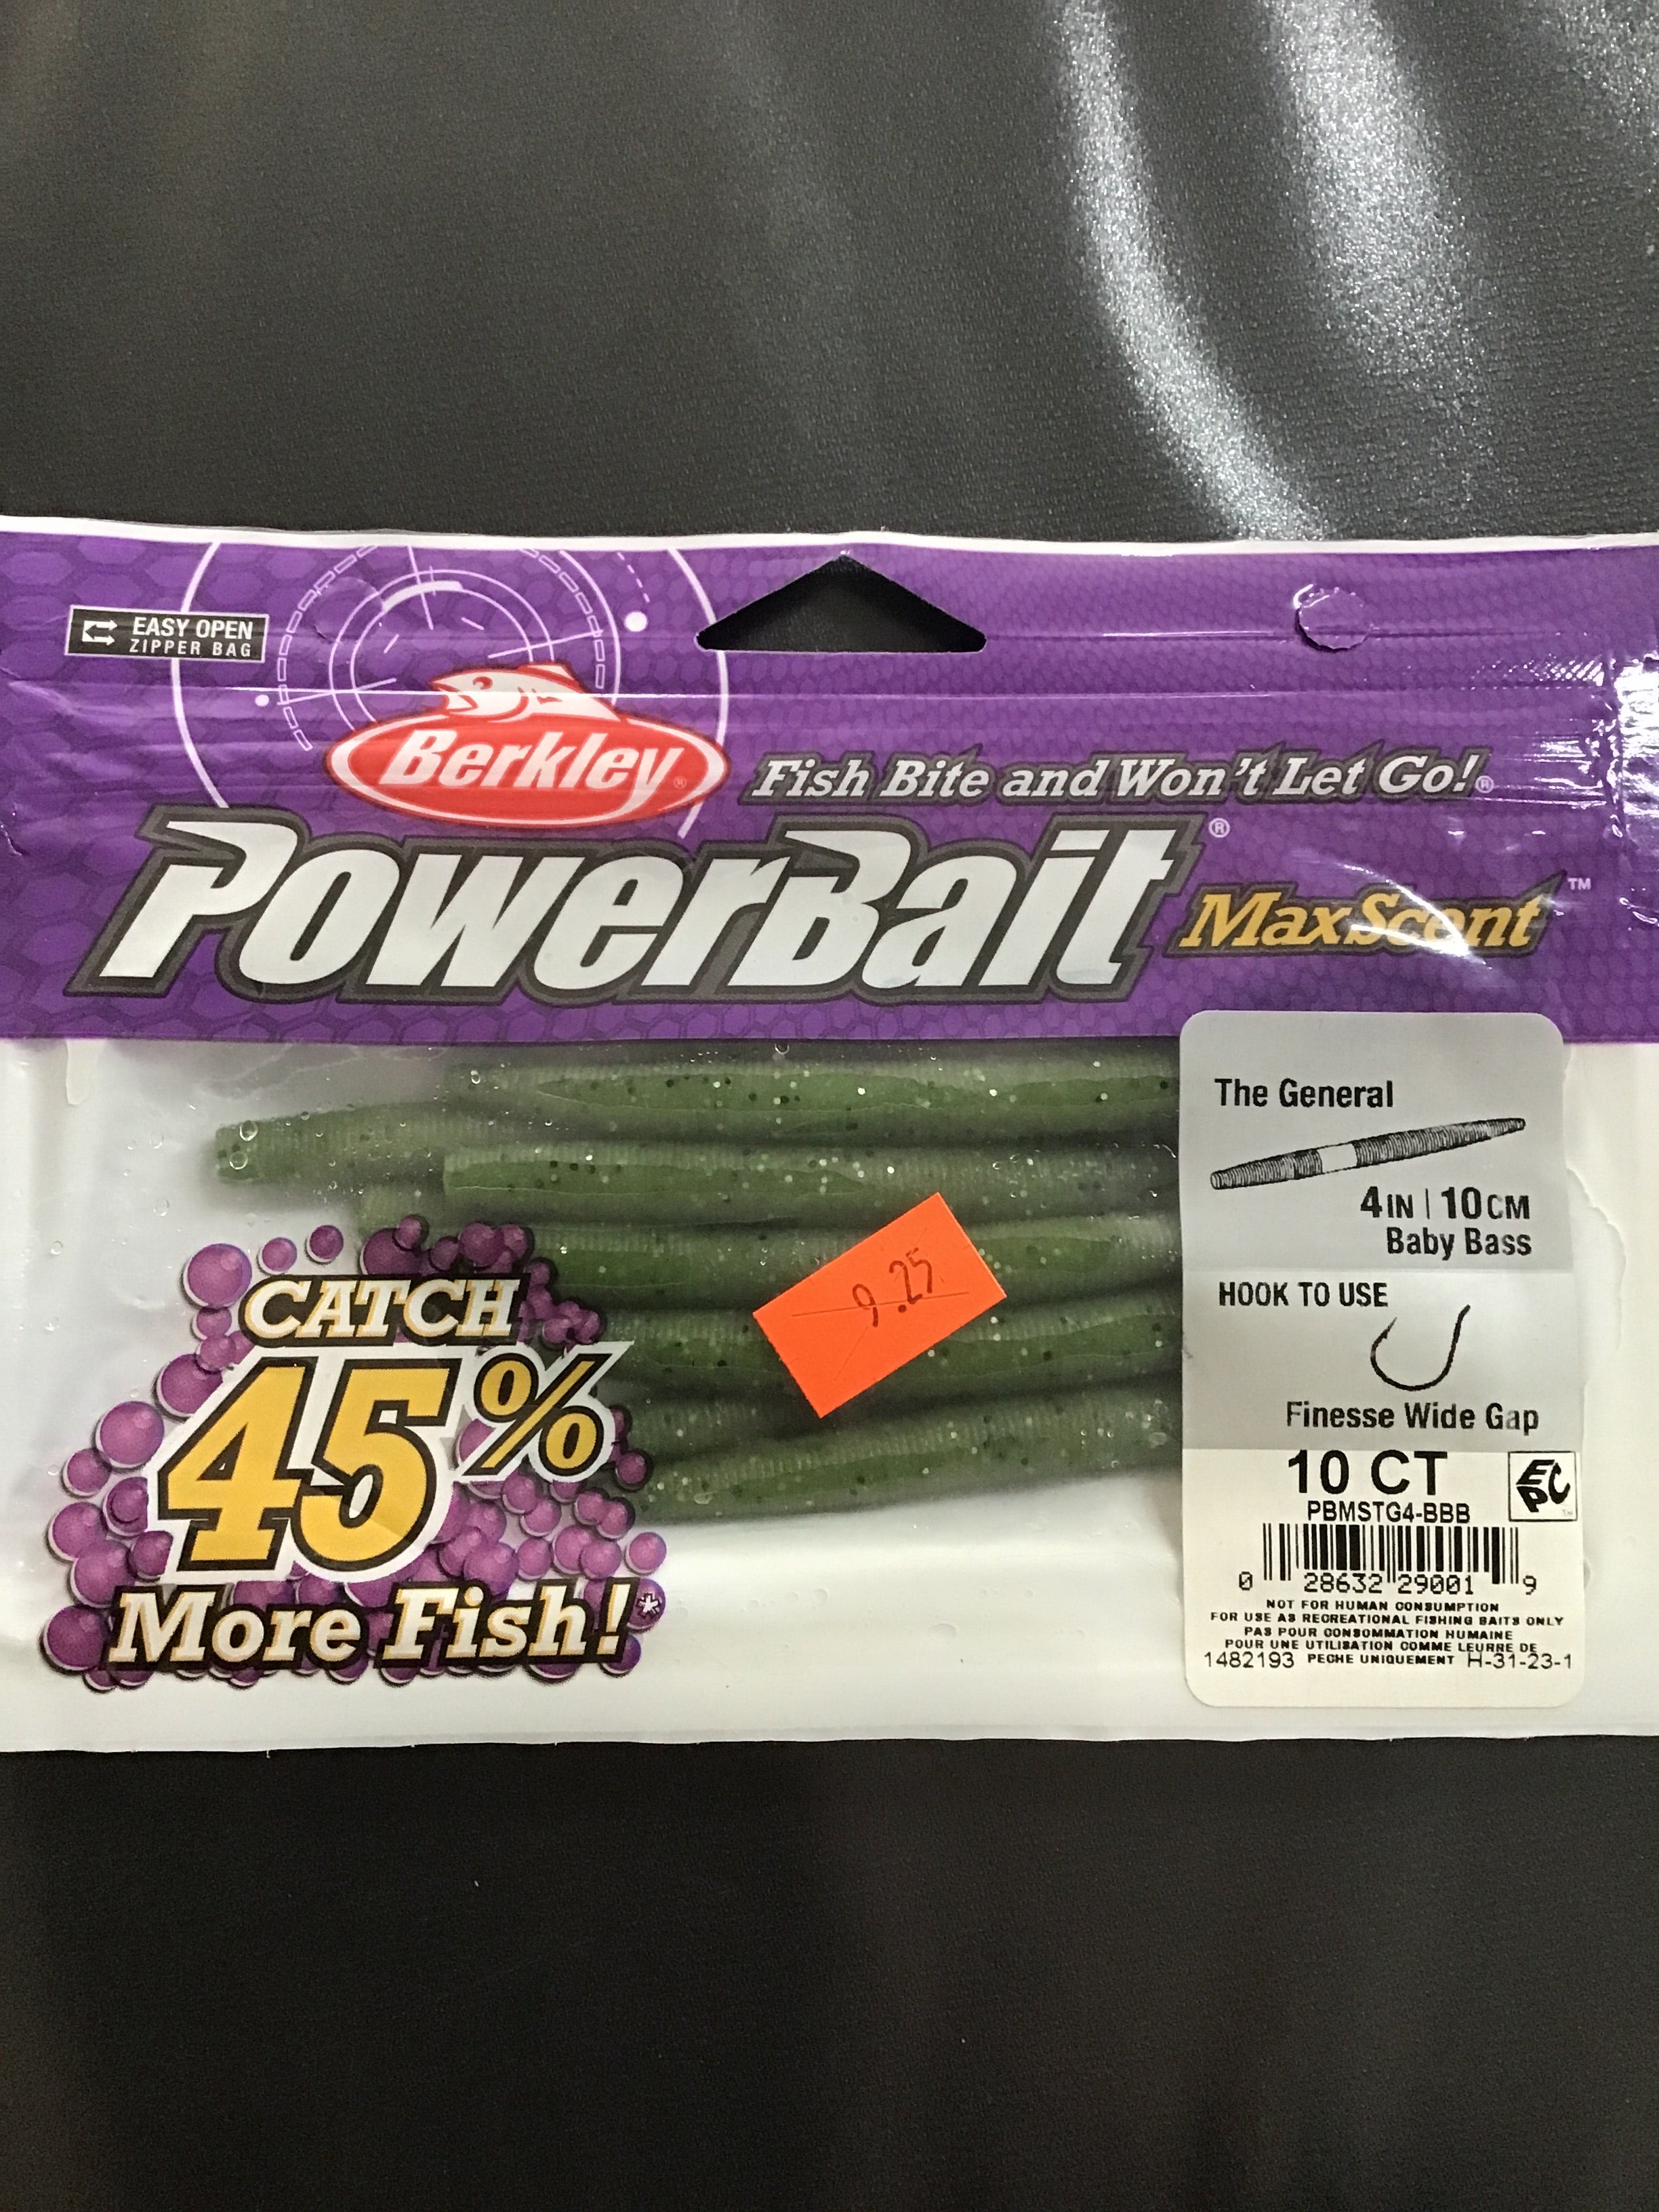 EASY OPEN
ZIPPER BAG
Berkley®
Fish Bite and Won't Let Go!®
PowerBait®
MaxScent™
The General
4IN | 10CM
Baby Bass
HOOK TO USE
Finesse Wide Gap
9.25
CATCH
45%
More Fish!*
10 CT
PBMSTG4-BBB
0 28632 29001 9
NOT FOR HUMAN CONSUMPTION
FOR USE AS RECREATIONAL FISHING BAITS ONLY
PAS POUR CONSOMMATION HUMAINE
POUR UNE UTILISATION COMME LEURRE DE
1482193 PECHE UNIQUEMENT H-31-23-1